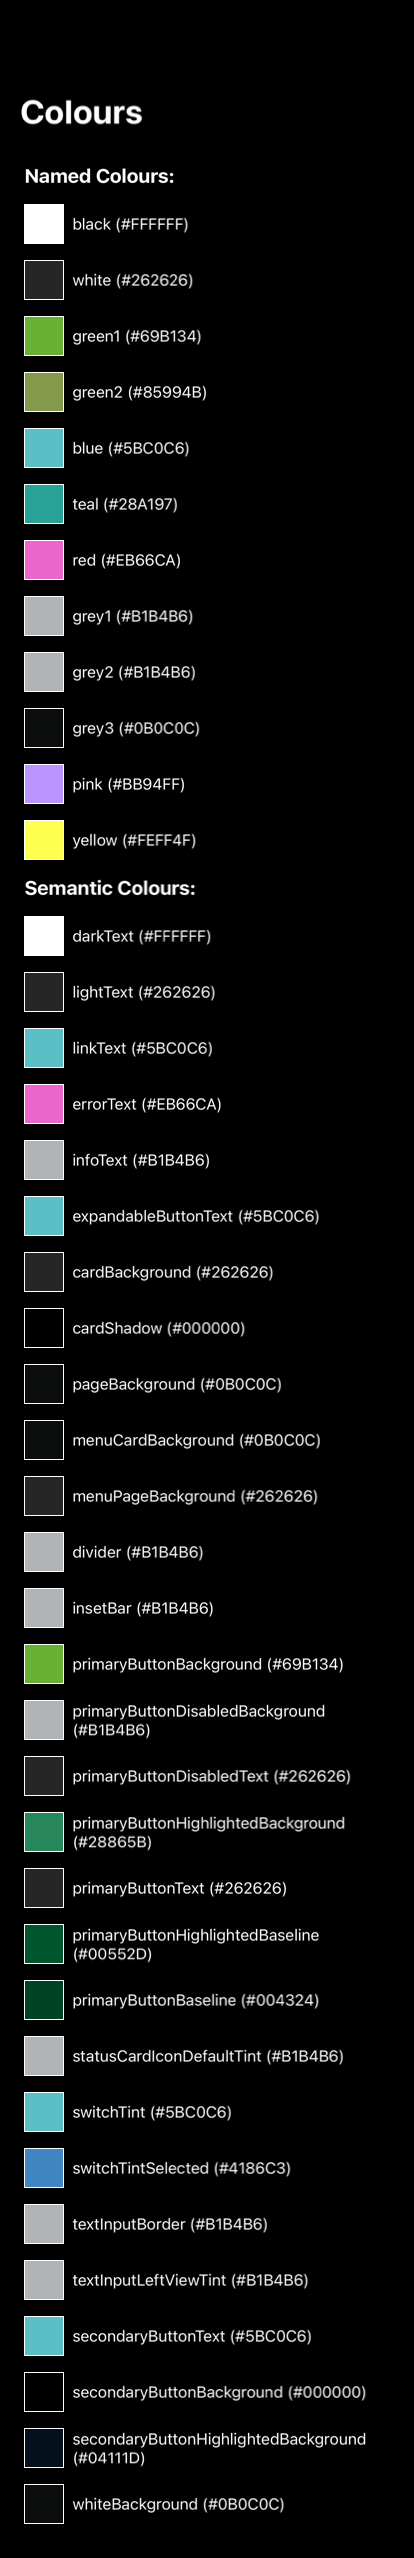 Colours
Named Colours:
black (#FFFFFF)
white (#262626)
green1 (#69B134)
green2 (#85994B)
blue (#5BC0C6)
teal (#28A197)
red (#EB66CA)
grey1 (#B1B4B6)
grey2 (#B1B4B6)
grey3 (#0B0C0C)
pink (#BB94FF)
yellow (#FEFF4F)
Semantic Colours:
darkText (#FFFFFF)
lightText (#262626)
linkText (#5BC0C6)
errorText (#EB66CA)
infoText (#B1B4B6)
expandableButtonText (#5BC0C6)
cardBackground (#262626)
cardShadow (#000000)
pageBackground (#0B0C0C)
menuCardBackground (#0B0C0C)
menuPageBackground (#262626)
divider (#B1B4B6)
insetBar (#B1B4B6)
primaryButtonBackground (#69B134)
primaryButtonDisabledBackground
(#B1B4B6)
primaryButtonDisabledText (#262626)
primaryButtonHighlightedBackground
(#28865B)
primaryButtonText (#262626)
primaryButtonHighlightedBaseline
(#00552D)
primaryButtonBaseline (#004324)
statusCardIconDefaultTint (#B1B4B6)
switchTint (#5BC0C6)
switchTintSelected (#4186C3)
textInputBorder (#B1B4B6)
textInputLeftViewTint (#B1B4B6)
secondaryButtonText (#5BC0C6)
secondaryButtonBackground (#000000)
secondaryButtonHighlightedBackground
(#04111D)
whiteBackground (#0B0C0C)